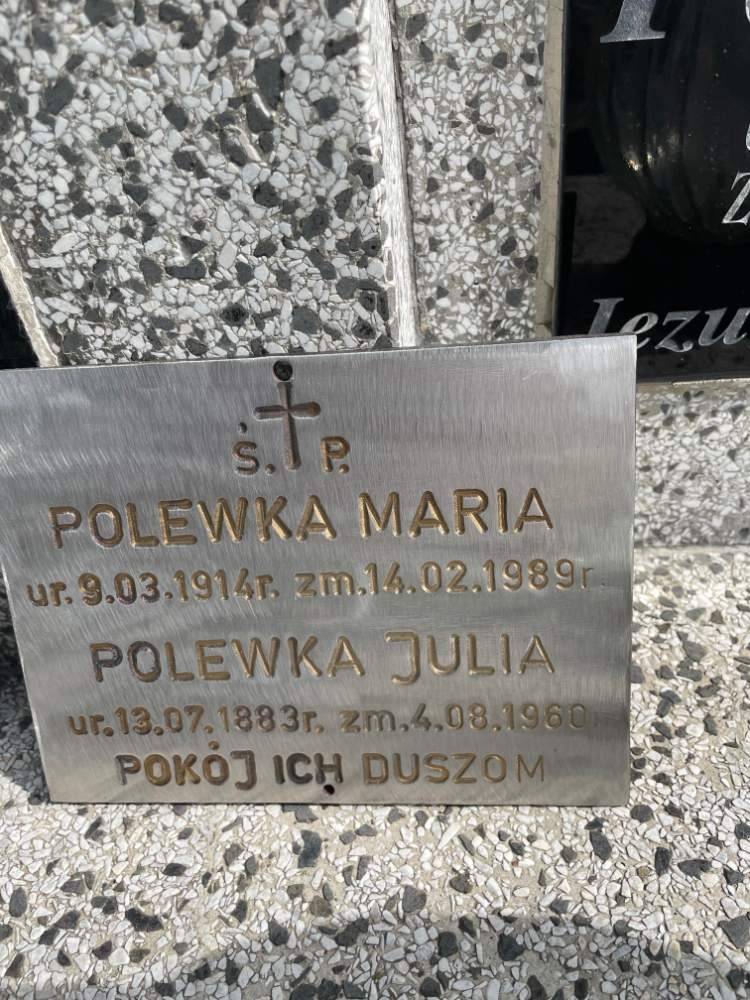 Ś. P.
POLEWKA MARIA
ur. 9.03.1914r. zm. 14.02.1989r
POLEWKA JULIA
ur. 13.07.1883r. zm. 4.08.1960
POKÓJ ICH DUSZOM